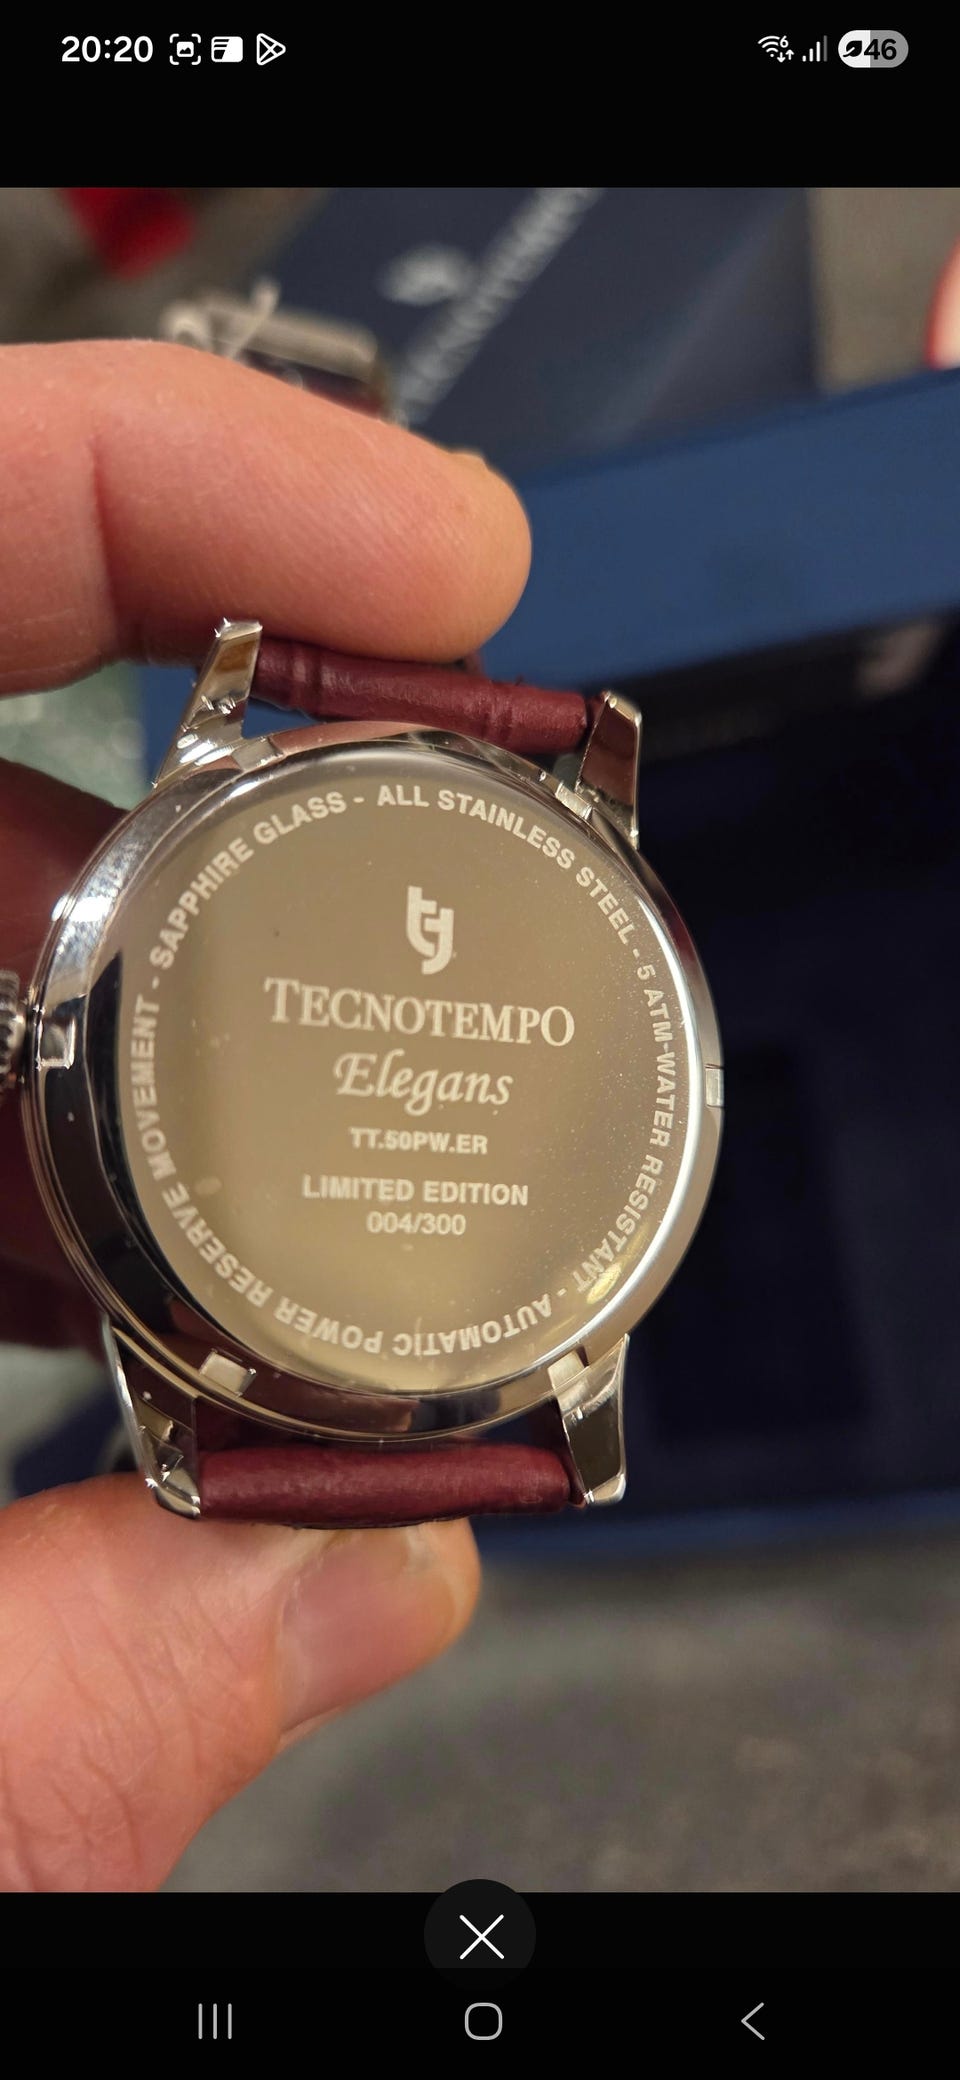 20:20
46
TECNOTEMPO
SAPPHIRE GLASS - ALL STAINLESS STEEL - 5 ATM-WATER RESISTANT - AUTOMATIC POWER RESERVE MOVEMENT -
TECNOTEMPO
Elegans
TT.50PW.ER
LIMITED EDITION
004/300